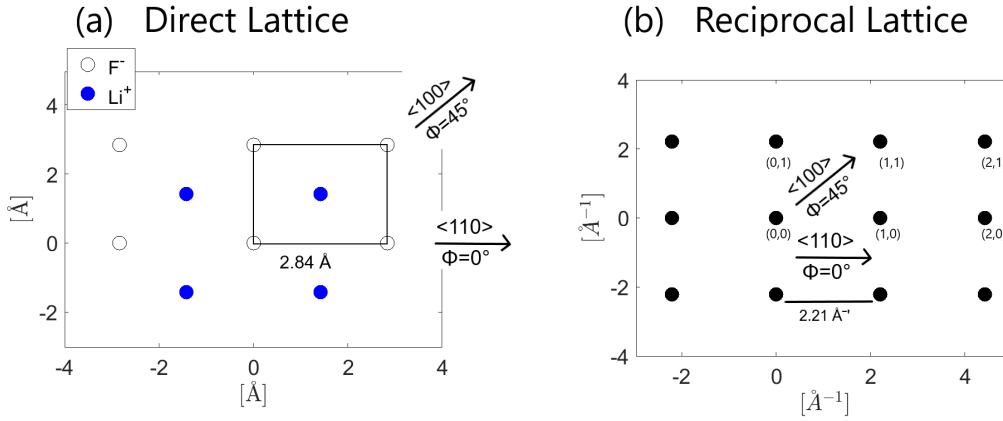 (a) Direct Lattice
F⁻
Li⁺
<100>
Φ=45°
<110>
Φ=0°
2.84 Å
4
2
0
-2
-4
-2
0
2
4
[Å]
[Å]
(b) Reciprocal Lattice
4
2
0
-2
-4
-2
0
2
4
[Å⁻¹]
[Å⁻¹]
(0,1)
(1,1)
(2,1
<100>
Φ=45°
(0,0)
(1,0)
(2,0
<110>
Φ=0°
2.21 Å⁻'